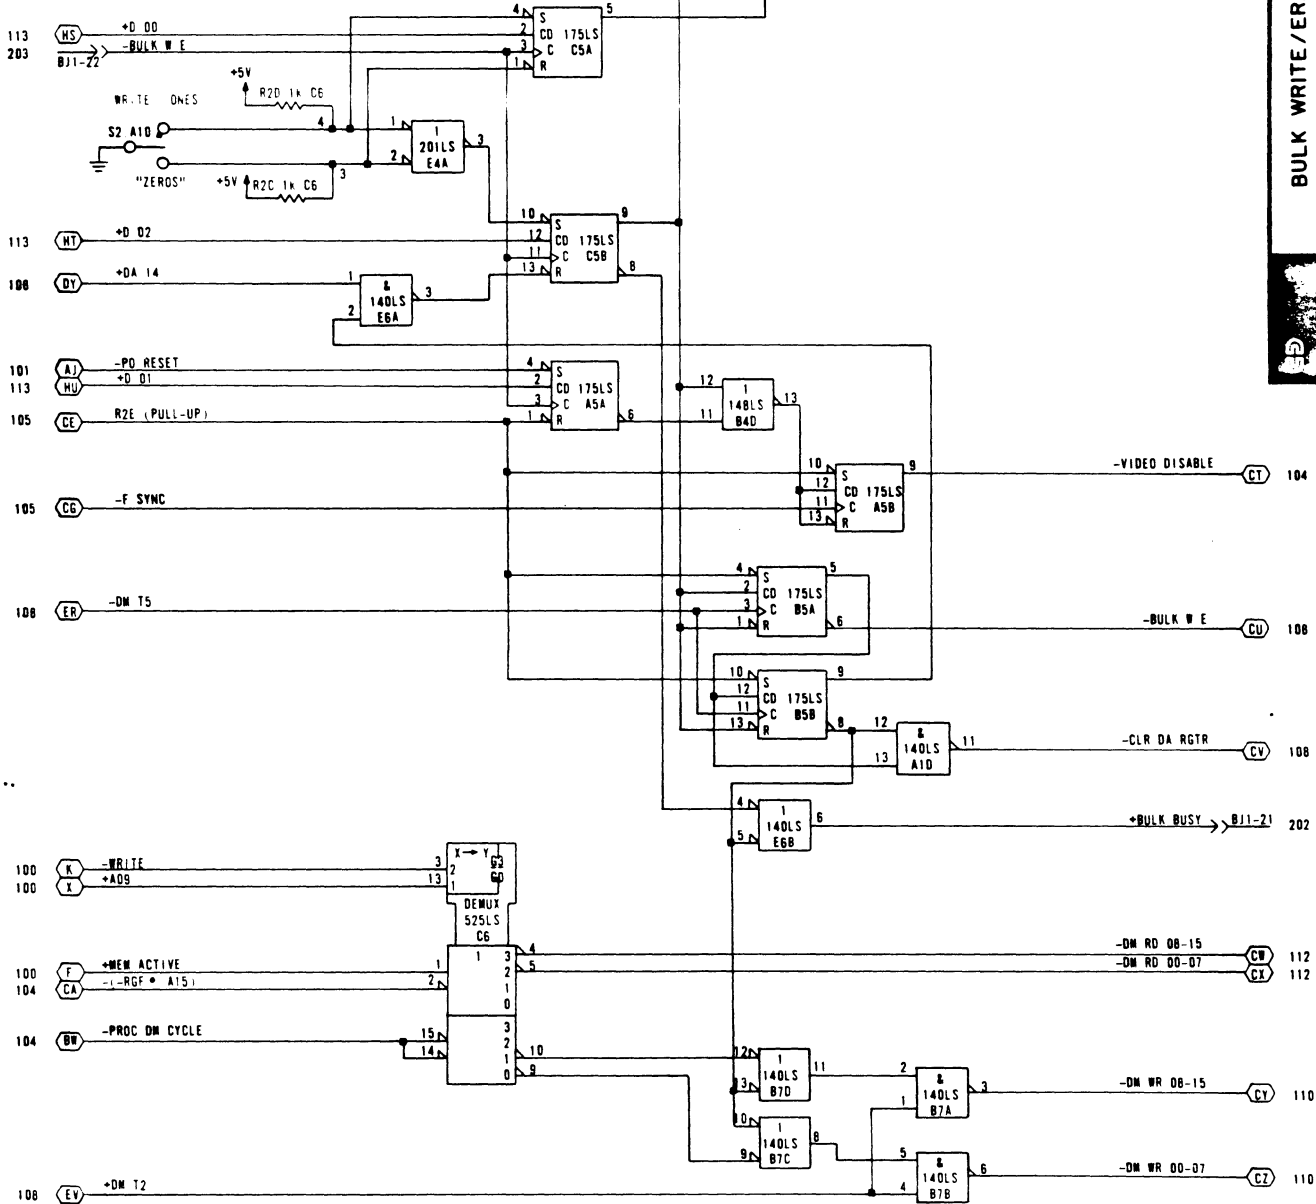 4 S 5
113 HS +D 00 2 CD 175LS
203 BJ1-22 -BULK W E 3 C C5A
1 R
+5V R2D 1k C6
WRITE ONES
4 1 1 3
S2 A10 201LS
2 E4A
"ZEROS" +5V R2C 1k C6 3
10 S 9
113 HT +D 02 12 CD 175LS
11 C C5B
13 R 8
108 DY +DA 14 1 & 3
140LS
2 E6A
101 AJ -PO RESET 4 S
113 HU +D 01 2 CD 175LS
3 C A5A
105 CE R2E (PULL-UP) 1 R 6
12 1 13
148LS
11 B4D
10 S 9 -VIDEO DISABLE CT 104
12 CD 175LS
105 CG -F SYNC 11 C A5B
13 R
4 S 5
2 CD 175LS
108 ER -DM T5 3 C B5A
1 R 6 -BULK W E CU 108
10 S 9
12 CD 175LS
11 C B5B
13 R 8
12 & 11 -CLR DA RGTR CV 108
140LS
13 A1D
4 1 6 +BULK BUSY BJ1-21 202
140LS
5 E6B
X→Y G3 G0
100 K -WRITE 3 2
100 X +A09 13 1
DEMUX
525LS
C6
1 3 4 -DM RD 08-15 CW 112
100 F +MEM ACTIVE 1 2 5 -DM RD 00-07 CX 112
104 CA -(-RGF • A15) 2 1
0
3
104 BW -PROC DM CYCLE 15 2
14 1 10
0 9
12 1 11
140LS
13 B7D
2 & 3 -DM WR 08-15 CY 110
140LS
1 B7A
10 1 8
140LS
9 B7C
5 & 6 -DM WR 00-07 CZ 110
140LS
108 EV +DM T2 4 B7B
BULK WRITE/ER